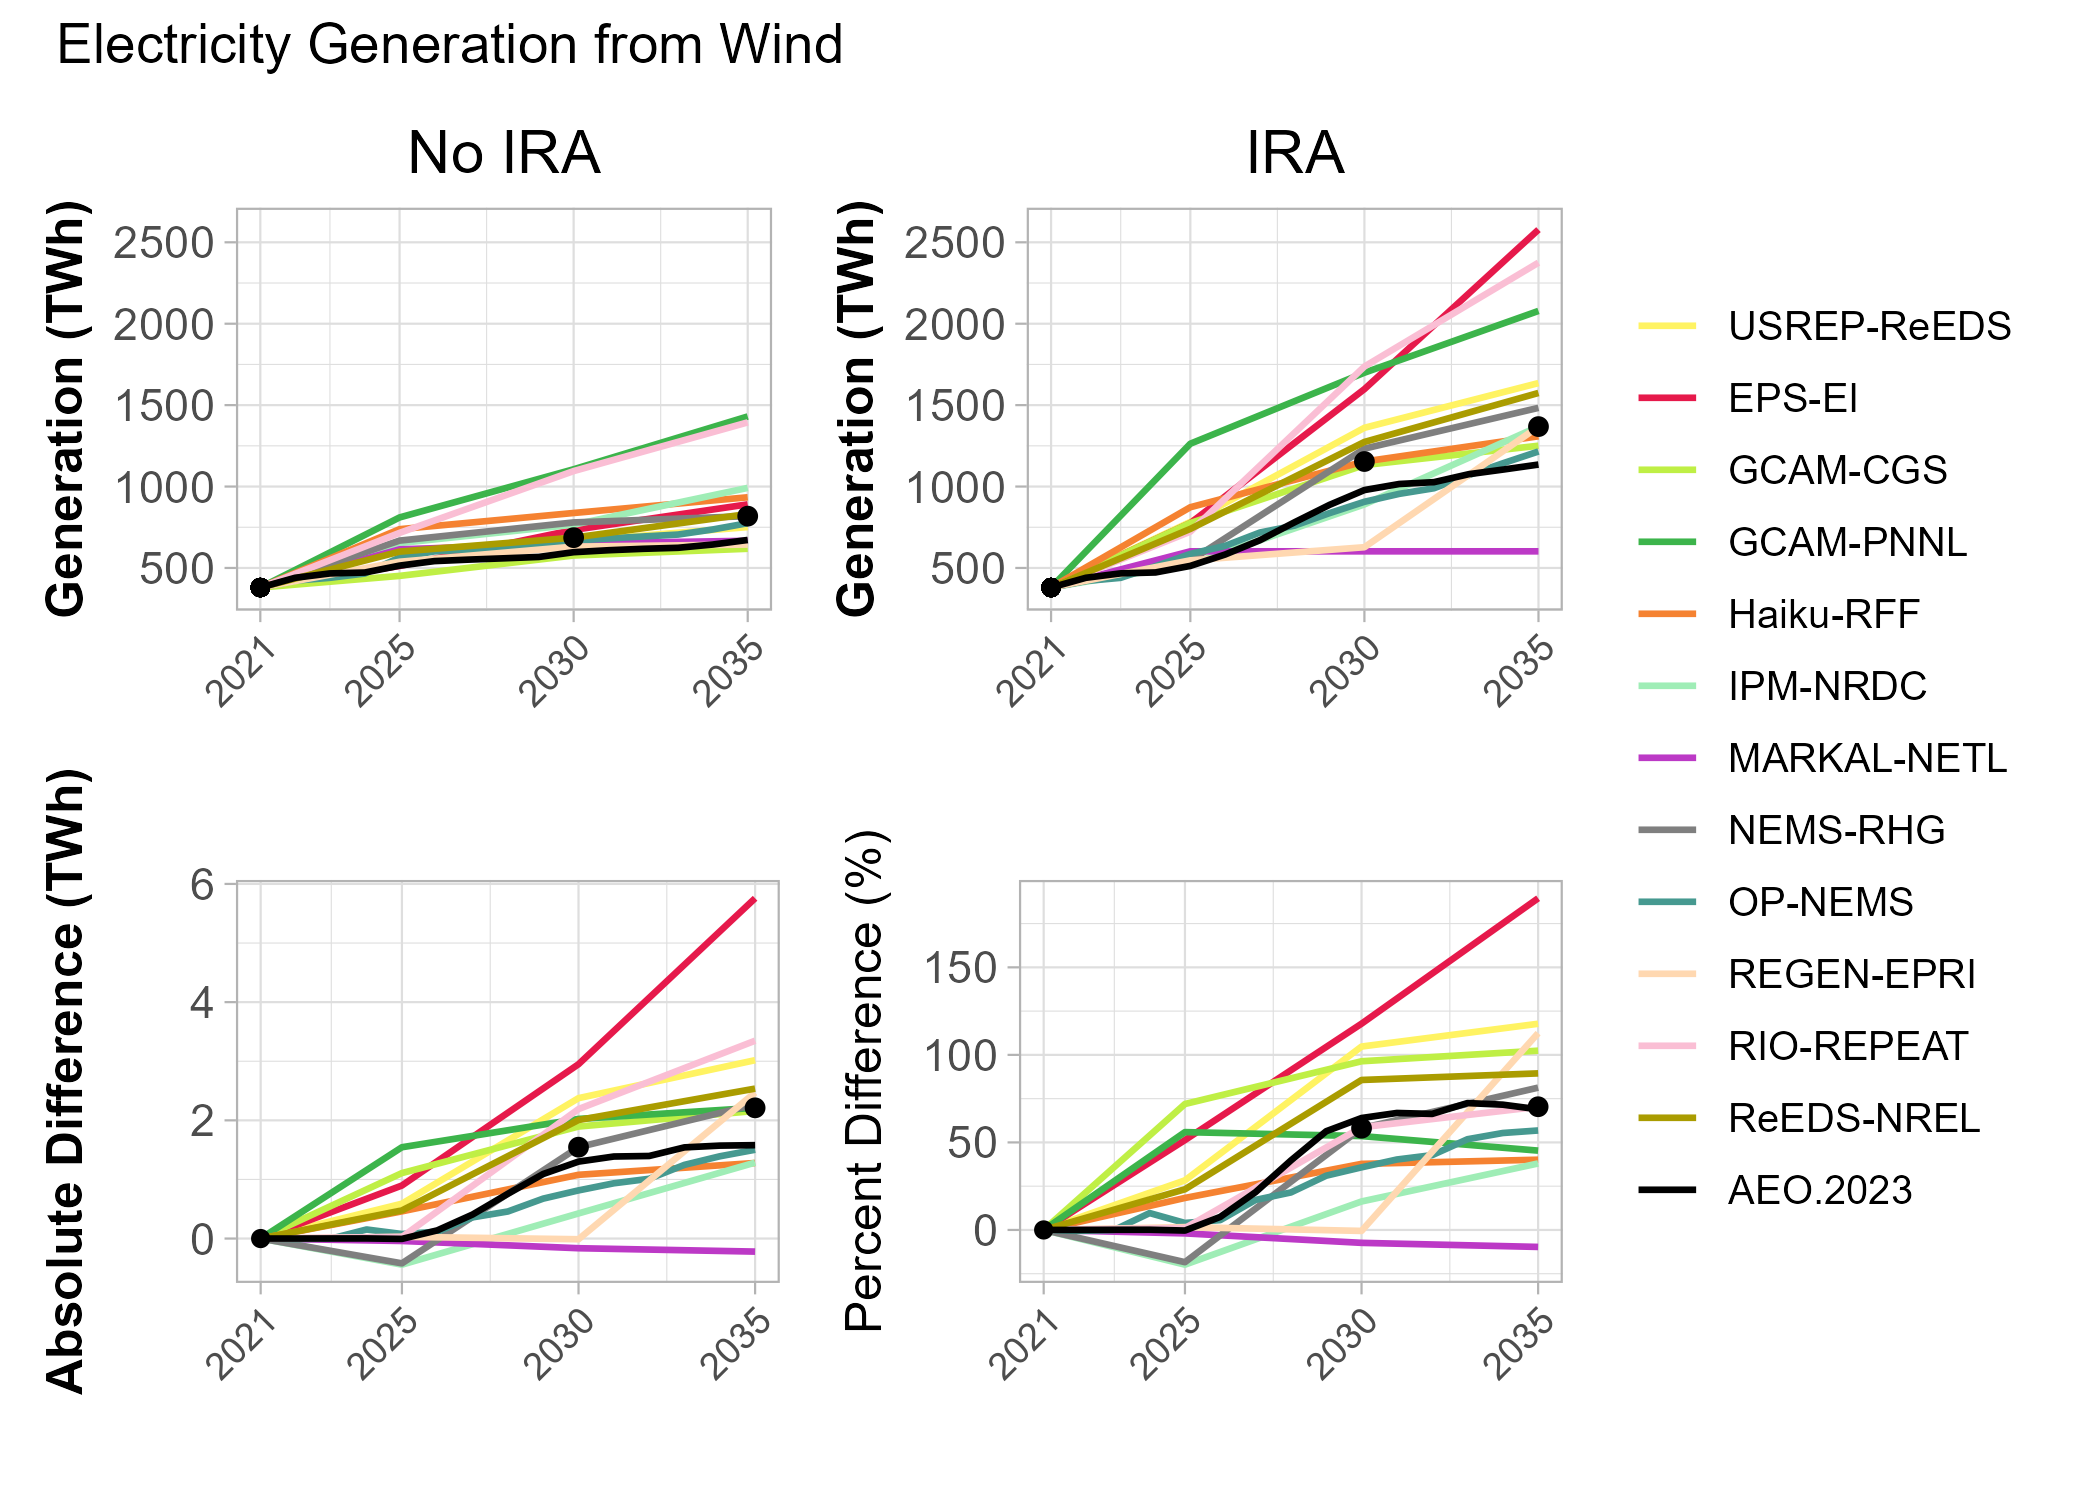 Electricity Generation from Wind
No IRA
IRA
Generation (TWh)
2500
2000
1500
1000
500
2021
2025
2030
2035
Generation (TWh)
2500
2000
1500
1000
500
2021
2025
2030
2035
Absolute Difference (TWh)
6
4
2
0
2021
2025
2030
2035
Percent Difference (%)
150
100
50
0
2021
2025
2030
2035
USREP-ReEDS
EPS-EI
GCAM-CGS
GCAM-PNNL
Haiku-RFF
IPM-NRDC
MARKAL-NETL
NEMS-RHG
OP-NEMS
REGEN-EPRI
RIO-REPEAT
ReEDS-NREL
AEO.2023